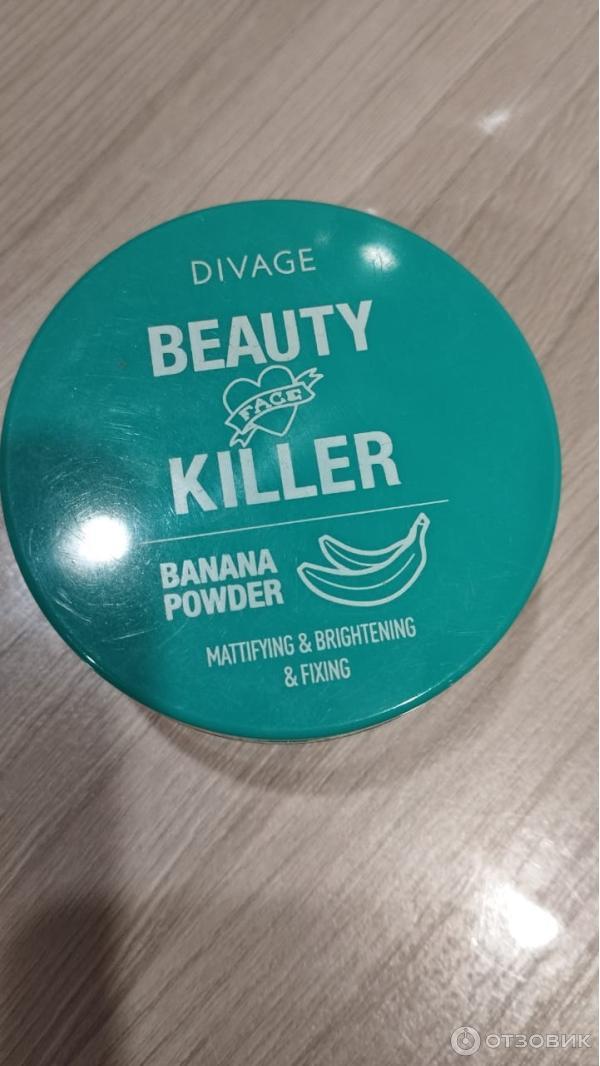 DIVAGE
BEAUTY
FACE
KILLER
BANANA
POWDER
MATTIFYING & BRIGHTENING
& FIXING
ОТЗОВИК